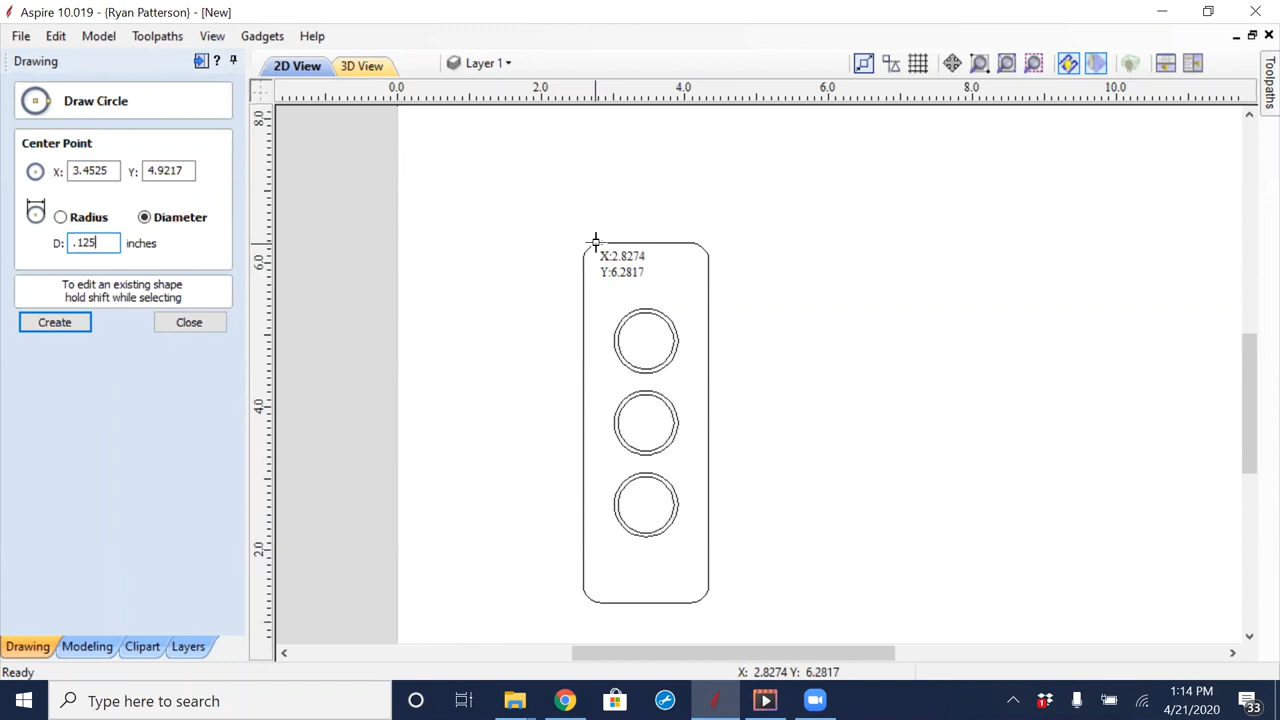 Aspire 10.019 - {Ryan Patterson} - [New]
File Edit Model Toolpaths View Gadgets Help
Drawing
2D View 3D View Layer 1
Toolpaths
Draw Circle
0.0 2.0 4.0 6.0 8.0 10.0
8.0
6.0
4.0
2.0
Center Point
X: 3.4525 Y: 4.9217
Radius Diameter
D: .125 inches
To edit an existing shape
hold shift while selecting
Create Close
X:2.8274
Y:6.2817
Drawing Modeling Clipart Layers
Ready X: 2.8274 Y: 6.2817
Type here to search
1:14 PM
4/21/2020
33